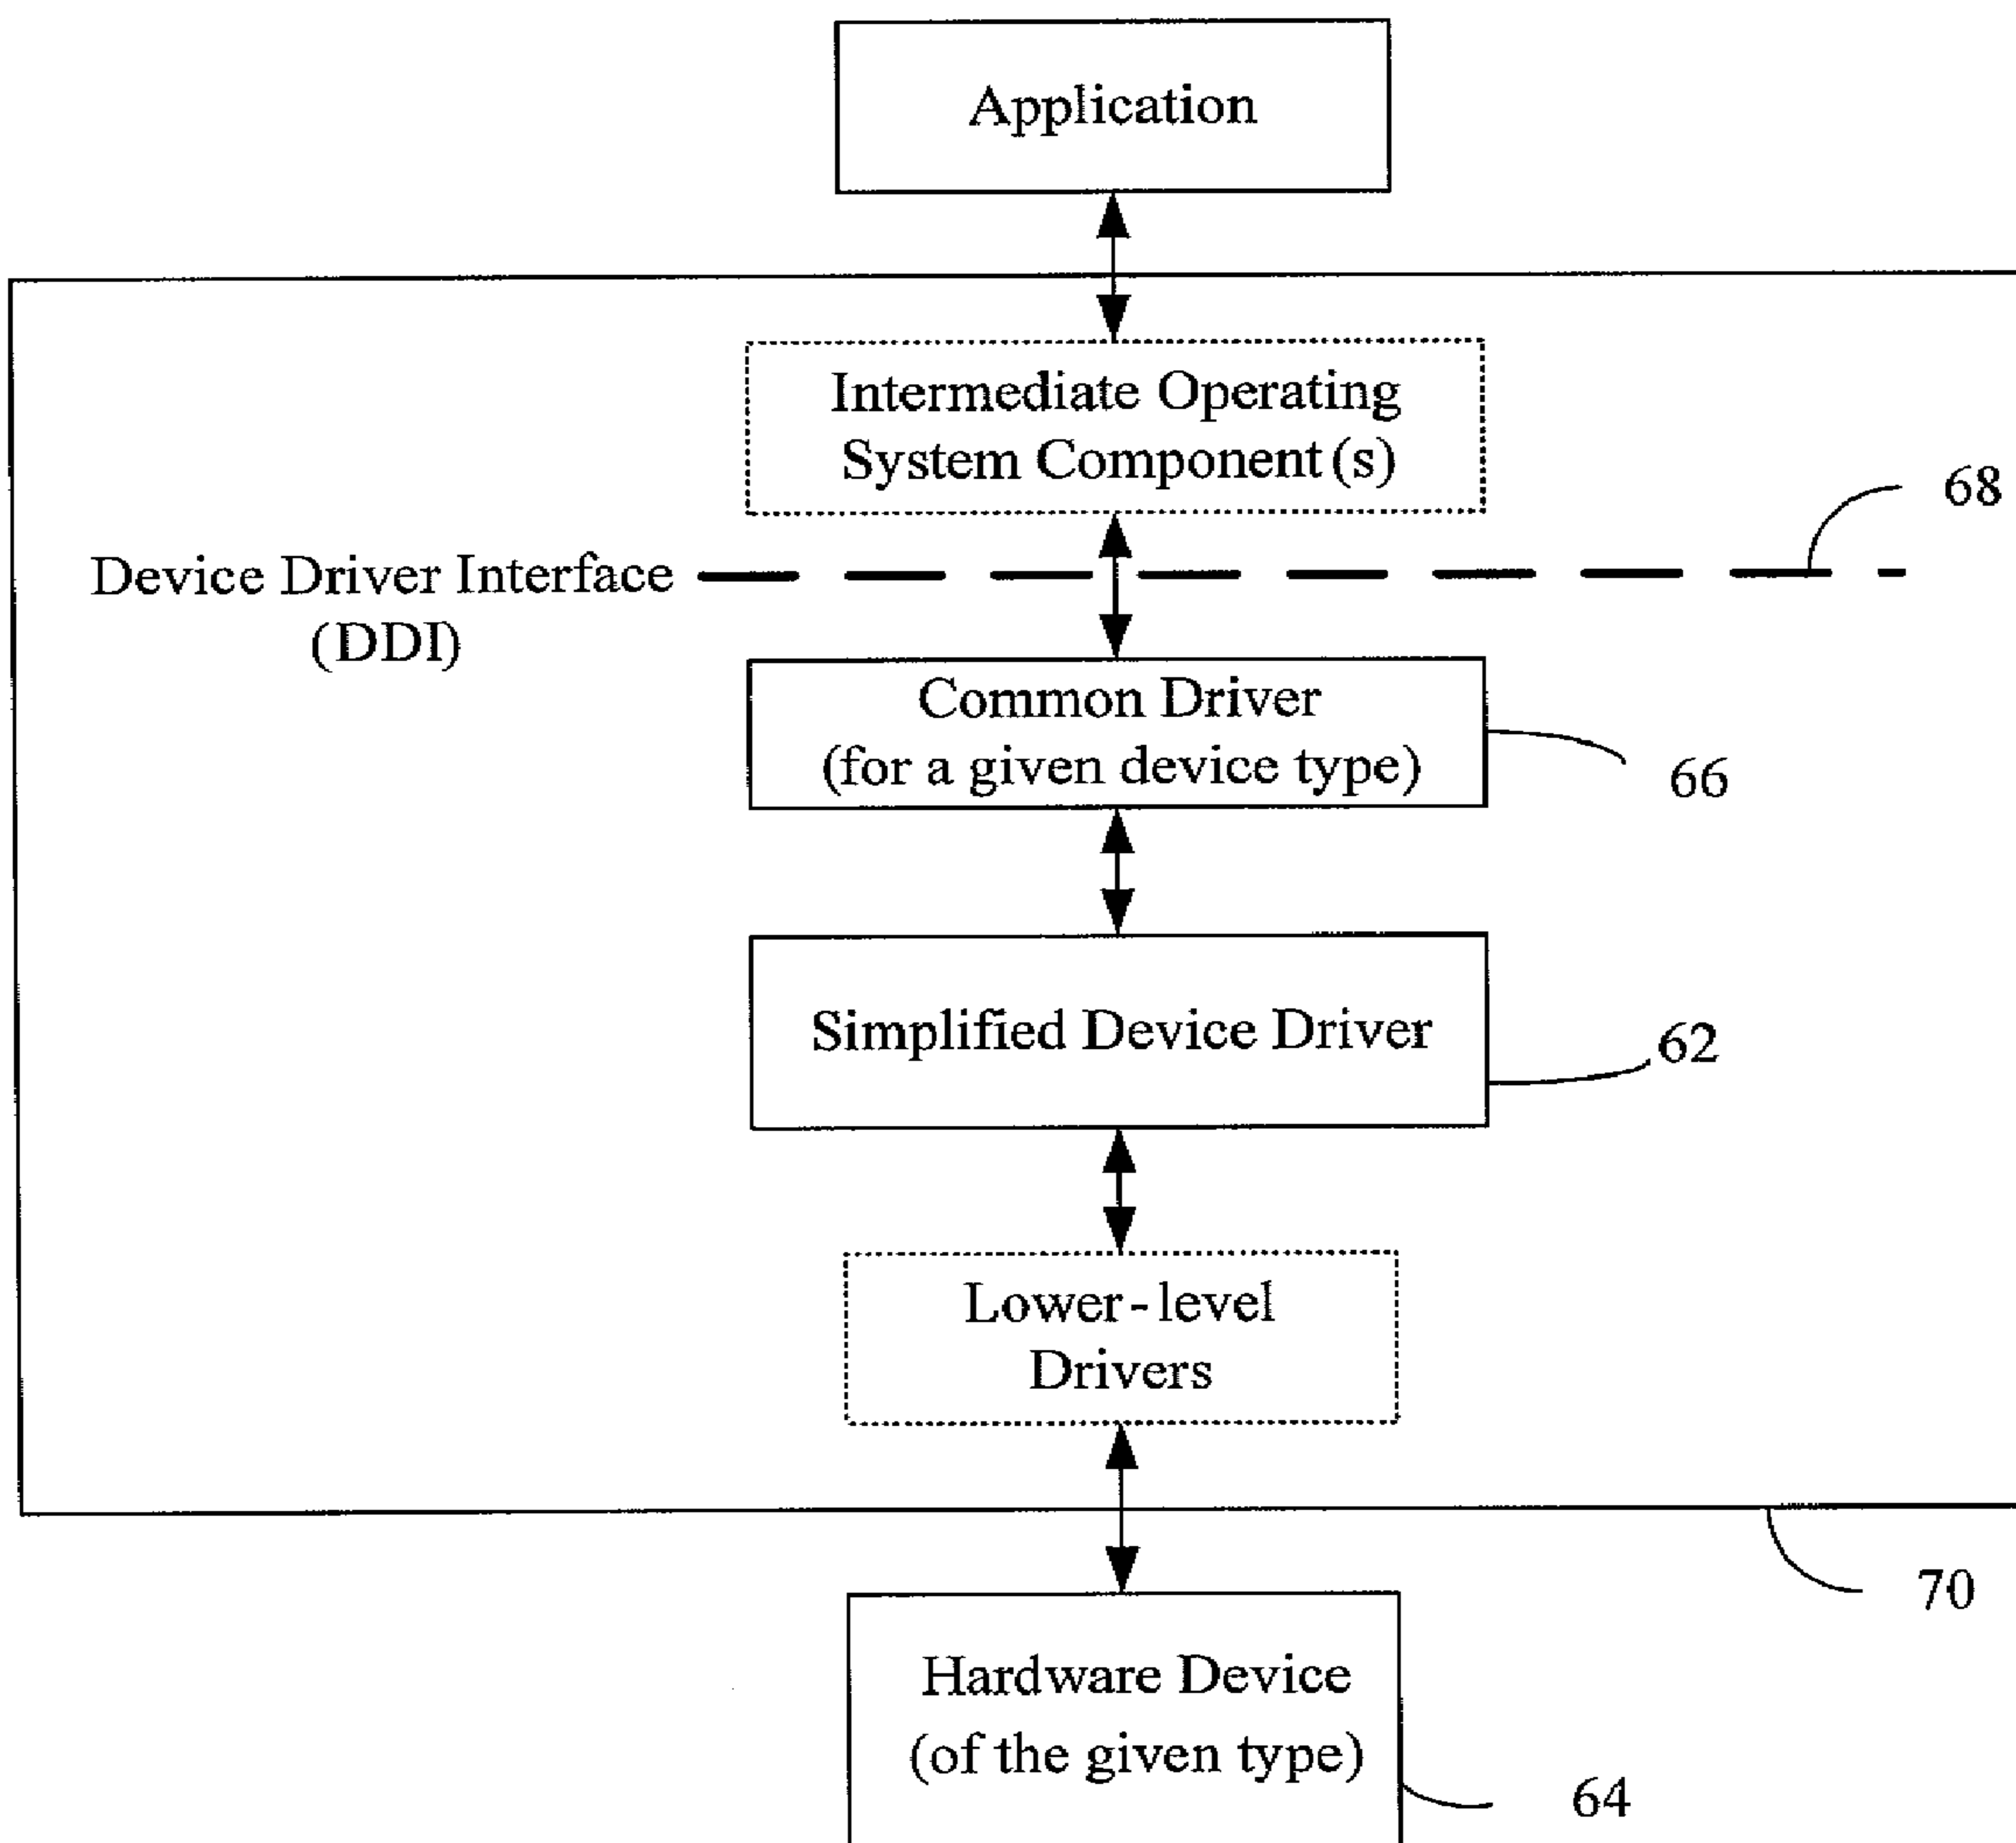 Application
Intermediate Operating
System Component(s)
68
Device Driver Interface
(DDI)
Common Driver
(for a given device type)
66
Simplified Device Driver
62
Lower-level
Drivers
70
Hardware Device
(of the given type)
64